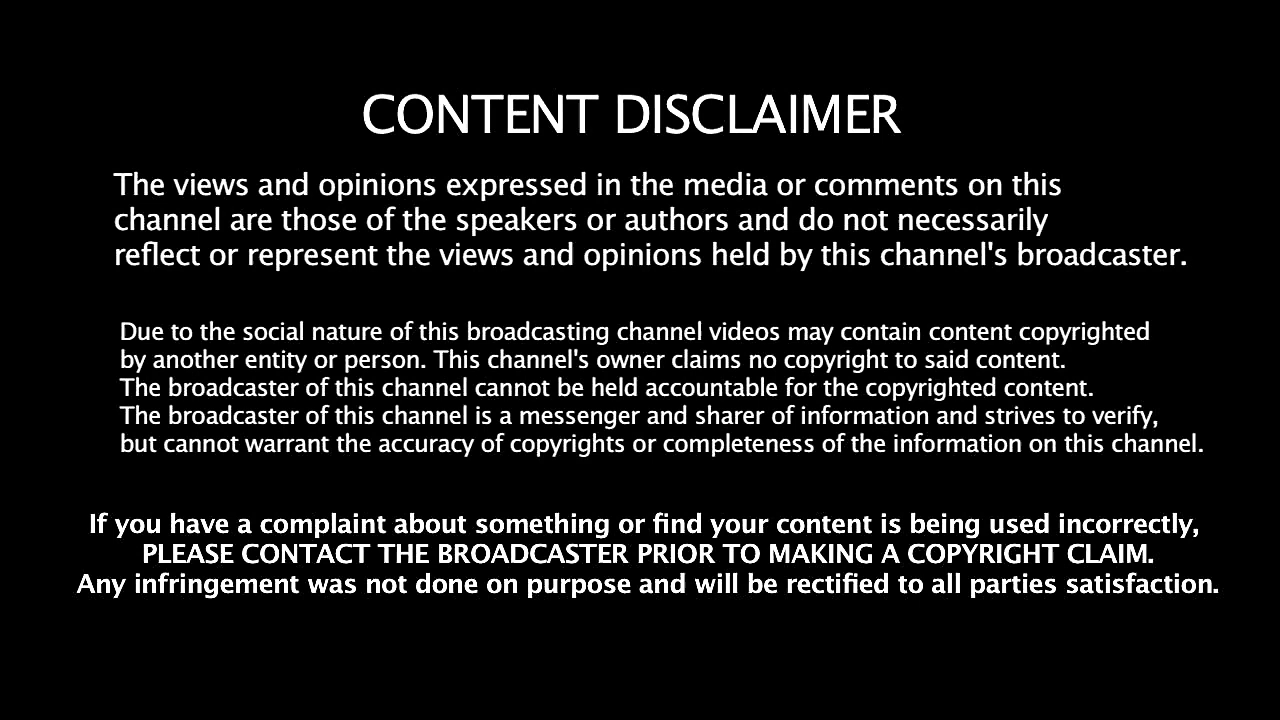 CONTENT DISCLAIMER
The views and opinions expressed in the media or comments on this
channel are those of the speakers or authors and do not necessarily
reflect or represent the views and opinions held by this channel's broadcaster.
Due to the social nature of this broadcasting channel videos may contain content copyrighted
by another entity or person. This channel's owner claims no copyright to said content.
The broadcaster of this channel cannot be held accountable for the copyrighted content.
The broadcaster of this channel is a messenger and sharer of information and strives to verify,
but cannot warrant the accuracy of copyrights or completeness of the information on this channel.
If you have a complaint about something or find your content is being used incorrectly,
PLEASE CONTACT THE BROADCASTER PRIOR TO MAKING A COPYRIGHT CLAIM.
Any infringement was not done on purpose and will be rectified to all parties satisfaction.